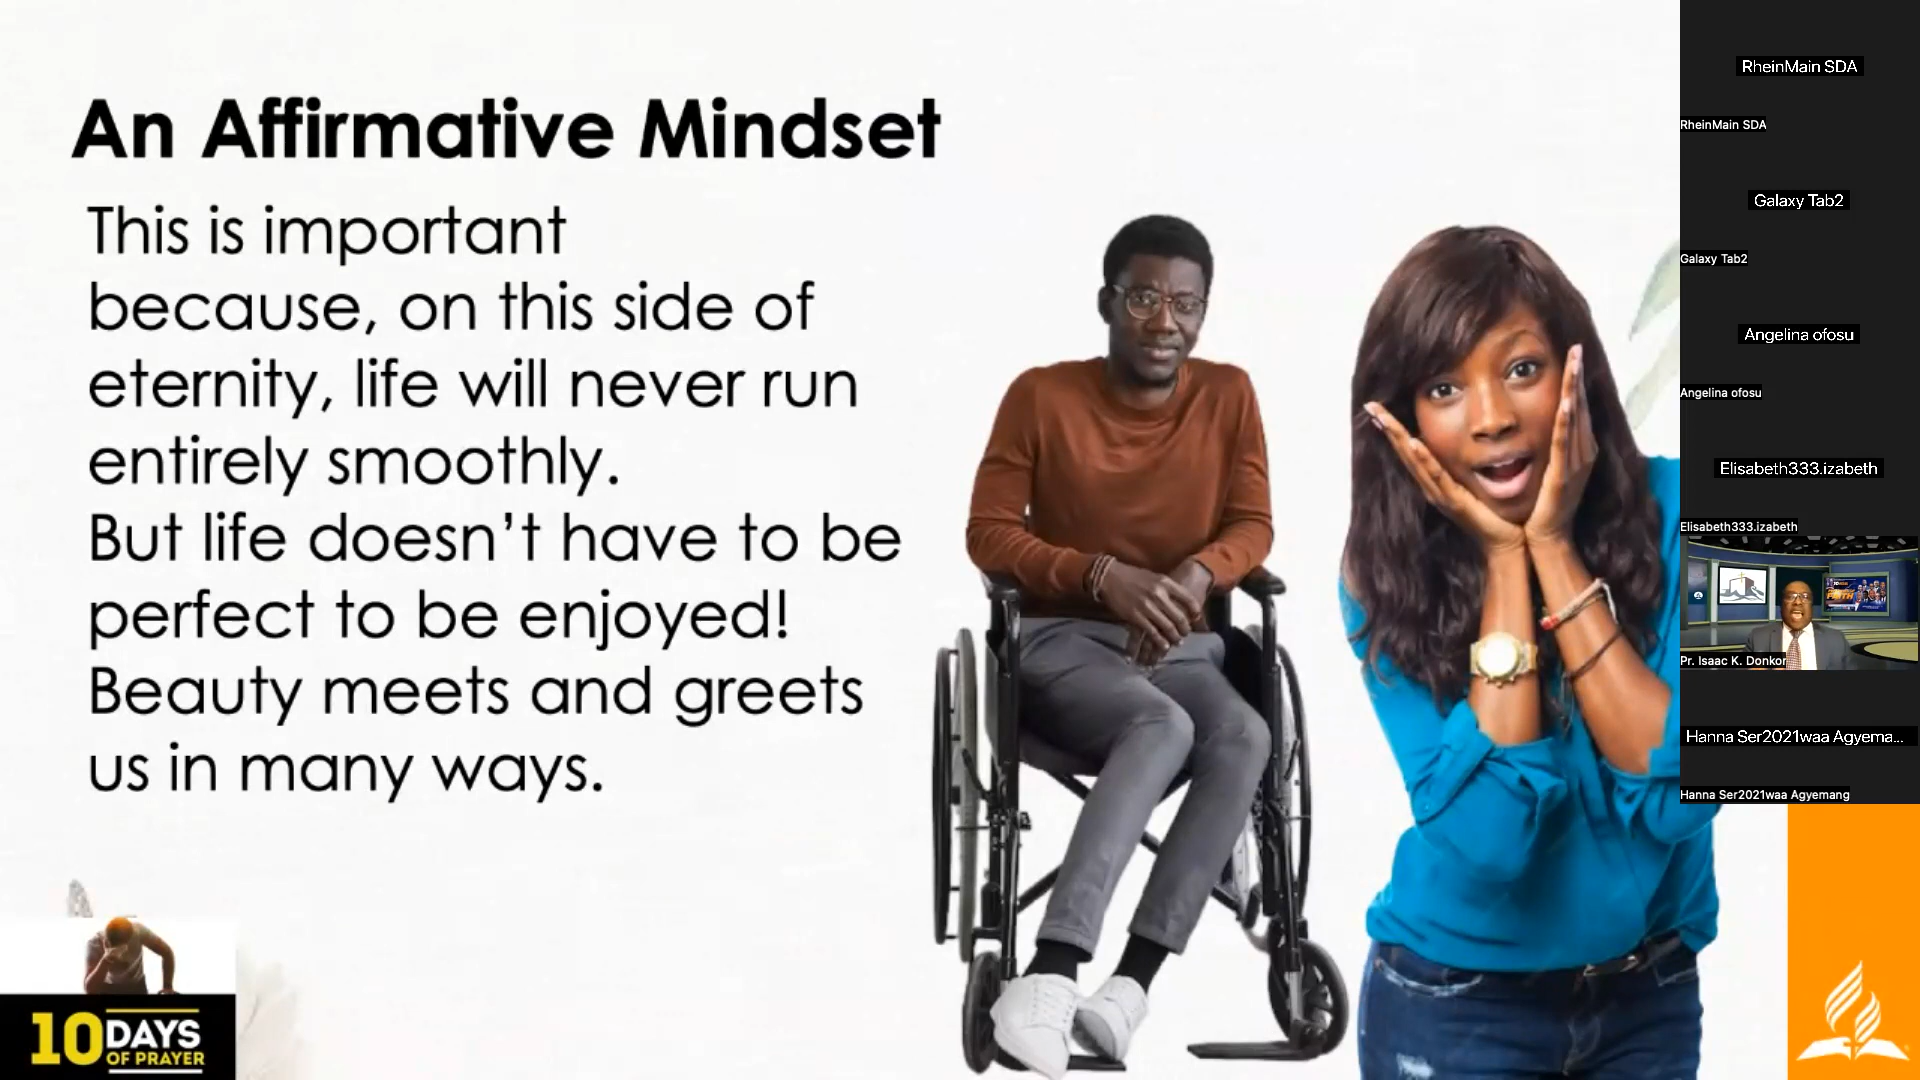 An Affirmative Mindset
This is important
because, on this side of
eternity, life will never run
entirely smoothly.
But life doesn’t have to be
perfect to be enjoyed!
Beauty meets and greets
us in many ways.
10 DAYS
OF PRAYER
RheinMain SDA
RheinMain SDA
Galaxy Tab2
Galaxy Tab2
Angelina ofosu
Angelina ofosu
Elisabeth333.izabeth
Elisabeth333.izabeth
Pr. Isaac K. Donkor
Hanna Ser2021waa Agyema...
Hanna Ser2021waa Agyemang